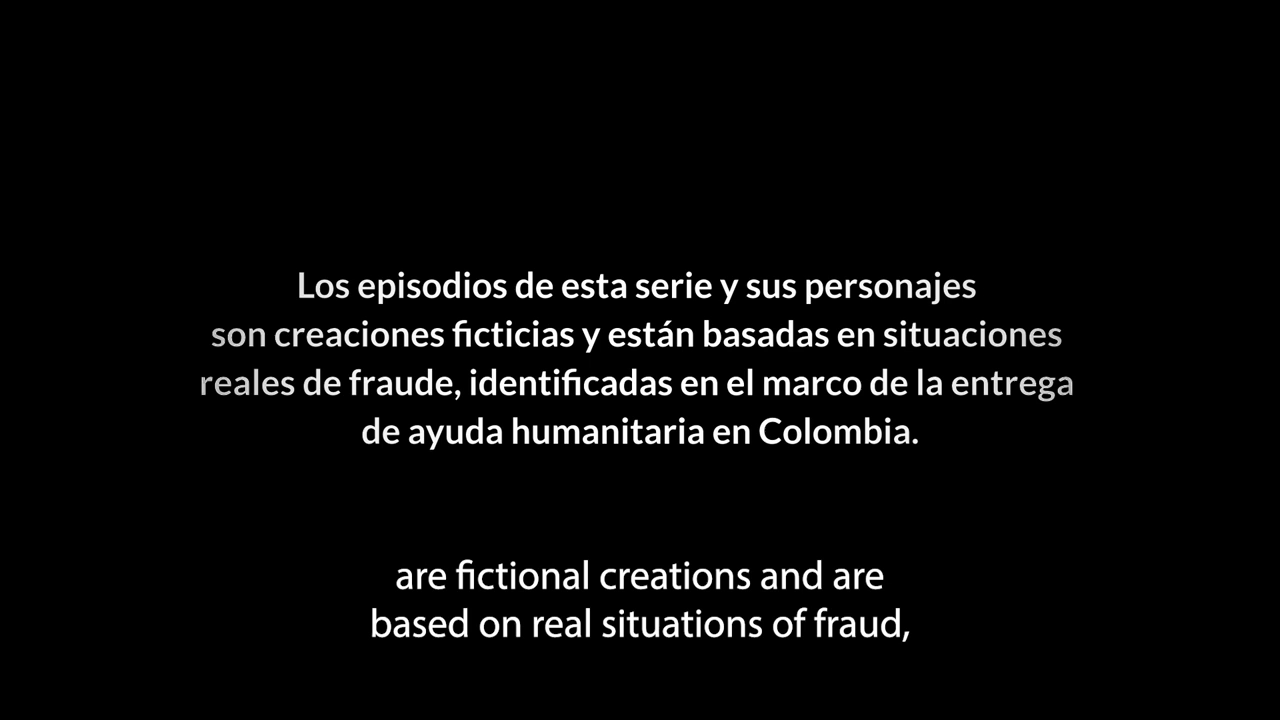 Los episodios de esta serie y sus personajes
son creaciones ficticias y están basadas en situaciones
reales de fraude, identificadas en el marco de la entrega
de ayuda humanitaria en Colombia.
are fictional creations and are
based on real situations of fraud,